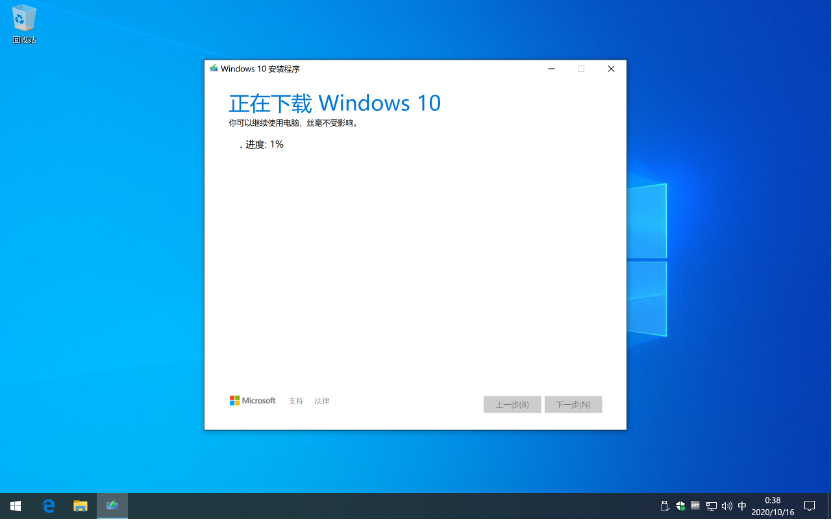 回收站
Windows 10 安装程序
正在下载 Windows 10
你可以继续使用电脑，丝毫不受影响。
. 进度: 1%
Microsoft 支持 法律
上一步(B) 下一步(N)
中
0:38
2020/10/16